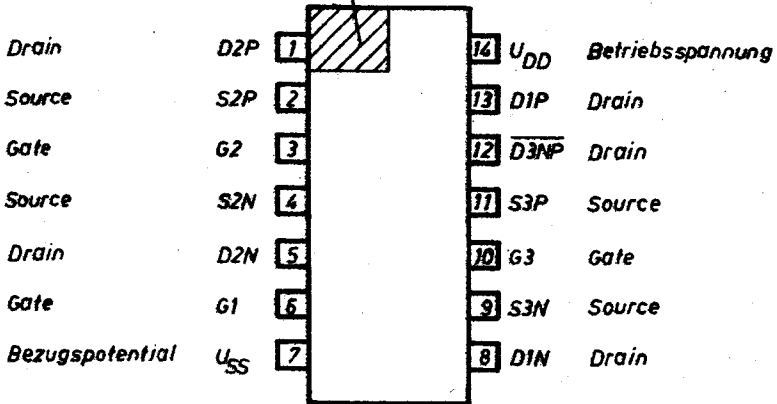 Drain D2P 1 14 U_DD Betriebsspannung
Source S2P 2 13 D1P Drain
Gate G2 3 12 D3NP Drain
Source S2N 4 11 S3P Source
Drain D2N 5 10 G3 Gate
Gate G1 6 9 S3N Source
Bezugspotential U_SS 7 8 D1N Drain